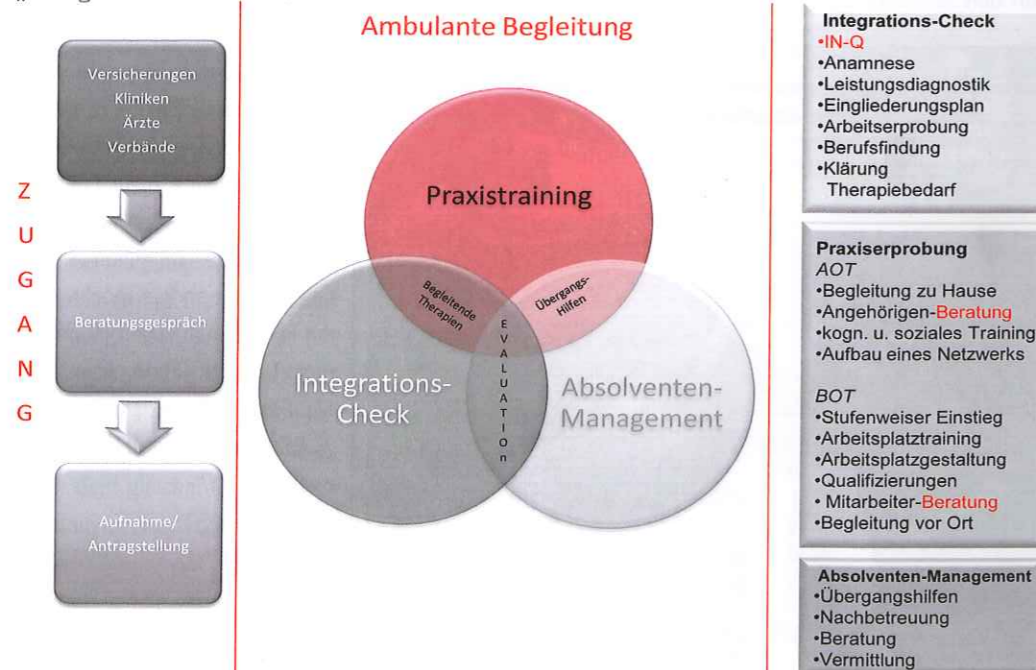 Z
U
G
A
N
G
Versicherungen
Kliniken
Ärzte
Verbände
Beratungsgespräch
Aufnahme/
Antragstellung
Ambulante Begleitung
Praxistraining
Begleitende
Therapien
Übergangs-
Hilfen
EVALUATIOn
Integrations-
Check
Absolventen-
Management
Integrations-Check
•IN-Q
•Anamnese
•Leistungsdiagnostik
•Eingliederungsplan
•Arbeitserprobung
•Berufsfindung
•Klärung
Therapiebedarf
Praxiserprobung
AOT
•Begleitung zu Hause
•Angehörigen-Beratung
•kogn. u. soziales Training
•Aufbau eines Netzwerks
BOT
•Stufenweiser Einstieg
•Arbeitsplatztraining
•Arbeitsplatzgestaltung
•Qualifizierungen
• Mitarbeiter-Beratung
•Begleitung vor Ort
Absolventen-Management
•Übergangshilfen
•Nachbetreuung
•Beratung
•Vermittlung